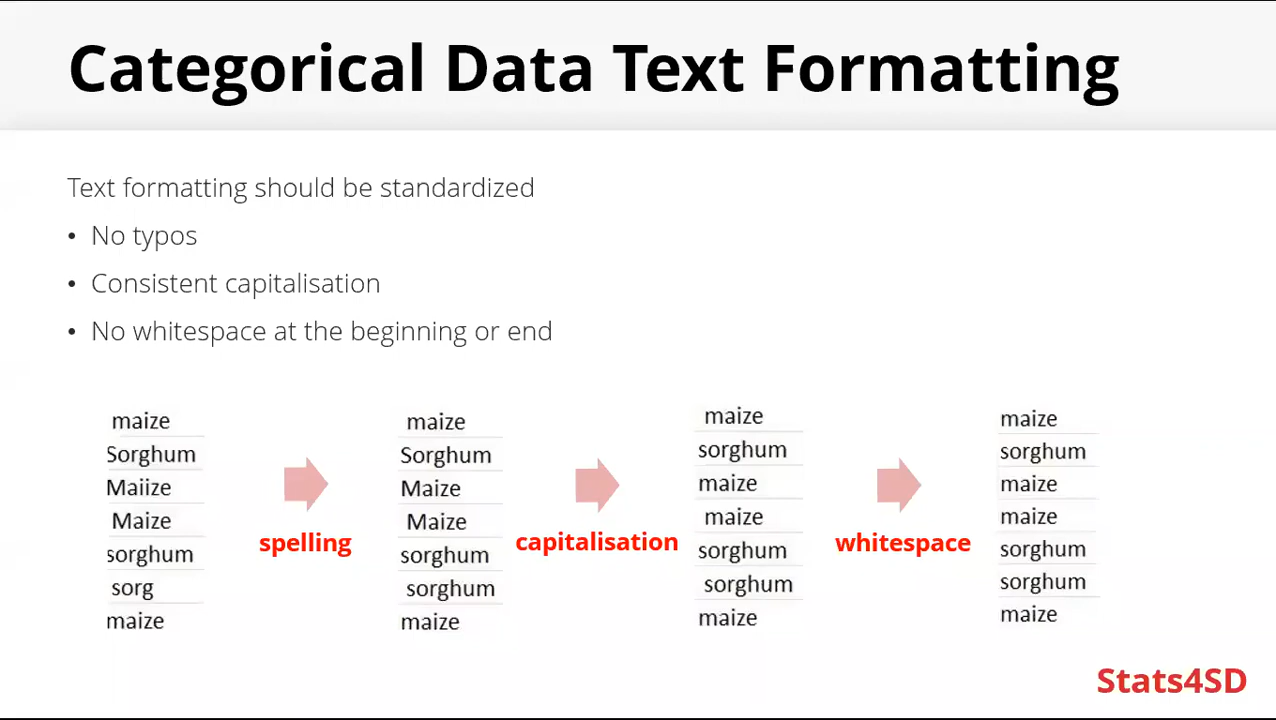 Categorical Data Text Formatting
Text formatting should be standardized
• No typos
• Consistent capitalisation
• No whitespace at the beginning or end
maize
Sorghum
Maiize
Maize
sorghum
sorg
maize
spelling
maize
Sorghum
Maize
Maize
sorghum
sorghum
maize
capitalisation
maize
sorghum
maize
maize
sorghum
sorghum
maize
whitespace
maize
sorghum
maize
maize
sorghum
sorghum
maize
Stats4SD